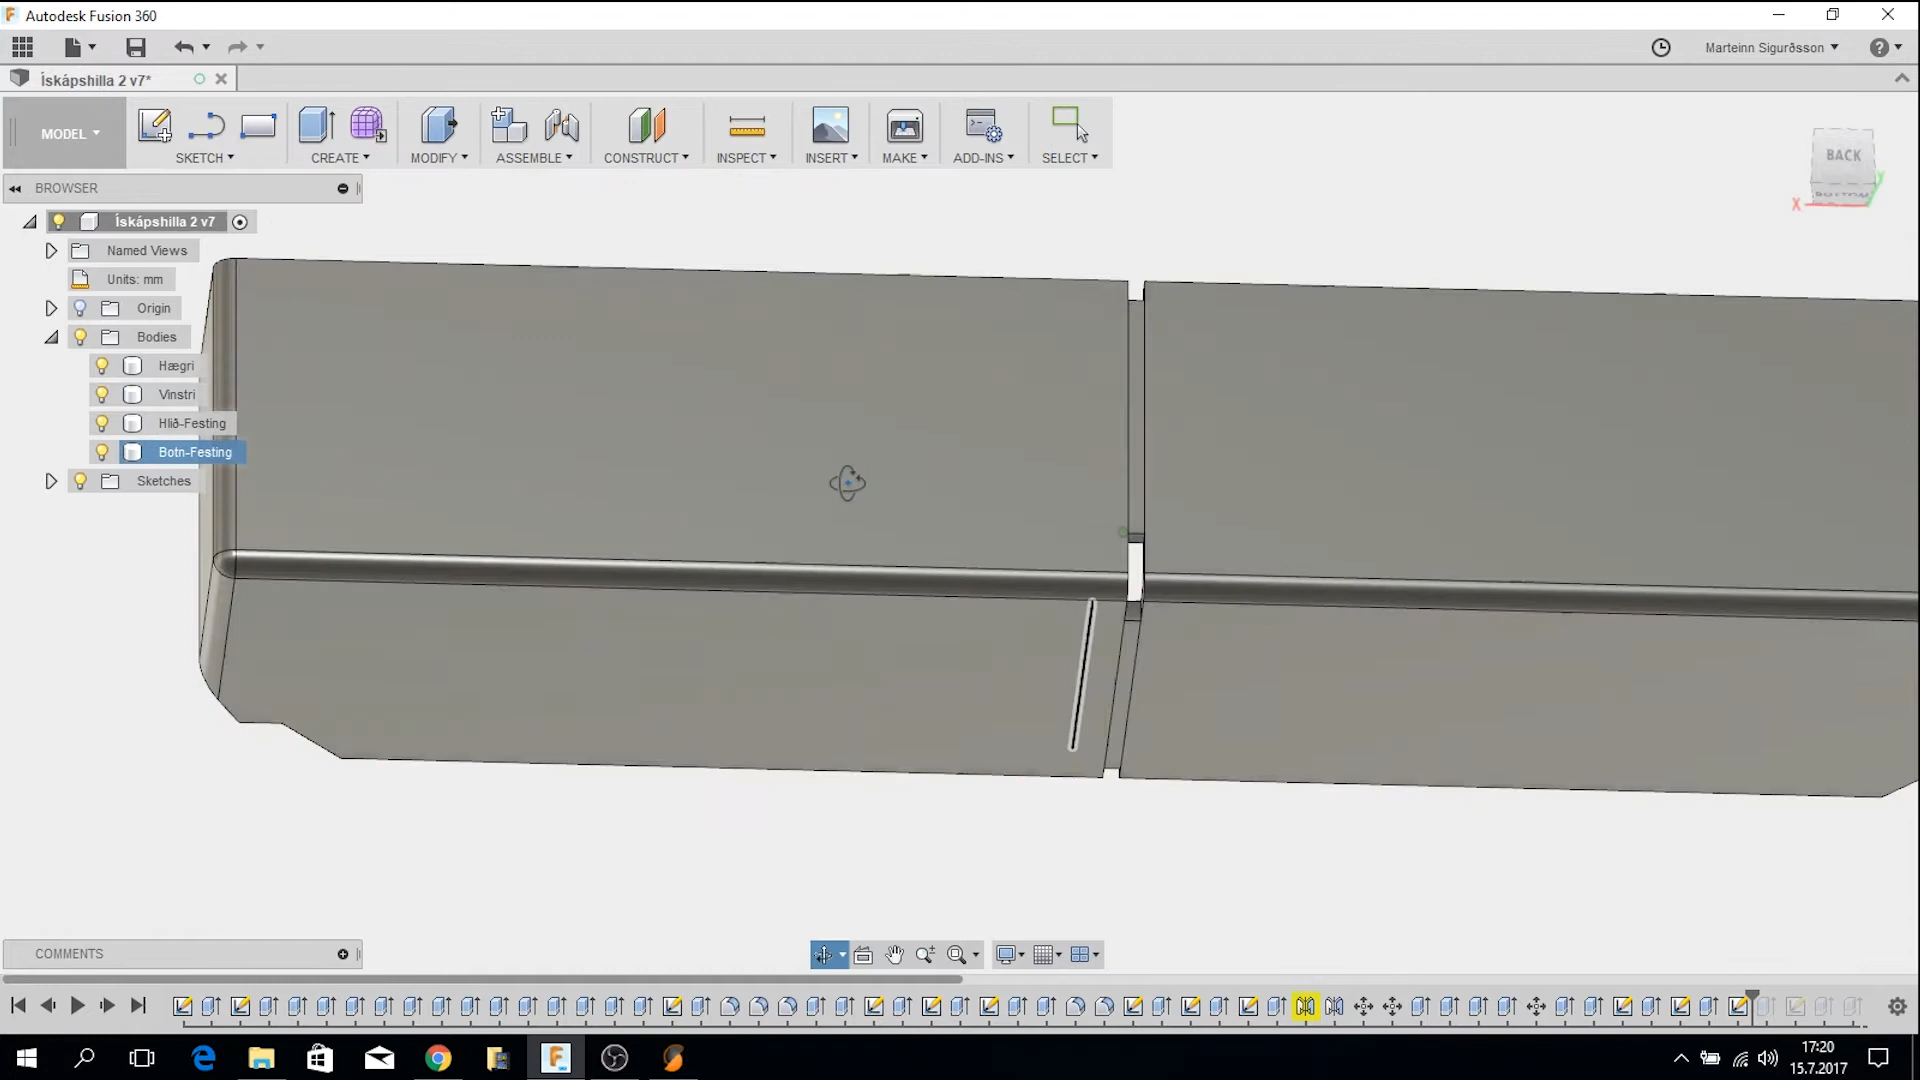 Autodesk Fusion 360
Marteinn Sigurðsson
Ískápshilla 2 v7*
MODEL
SKETCH
CREATE
MODIFY
ASSEMBLE
CONSTRUCT
INSPECT
INSERT
MAKE
ADD-INS
SELECT
BROWSER
BACK
BOTTOM
X
Y
Ískápshilla 2 v7
Named Views
Units: mm
Origin
Bodies
Hægri
Vinstri
Hlið-Festing
Botn-Festing
Sketches
COMMENTS
17:20
15.7.2017